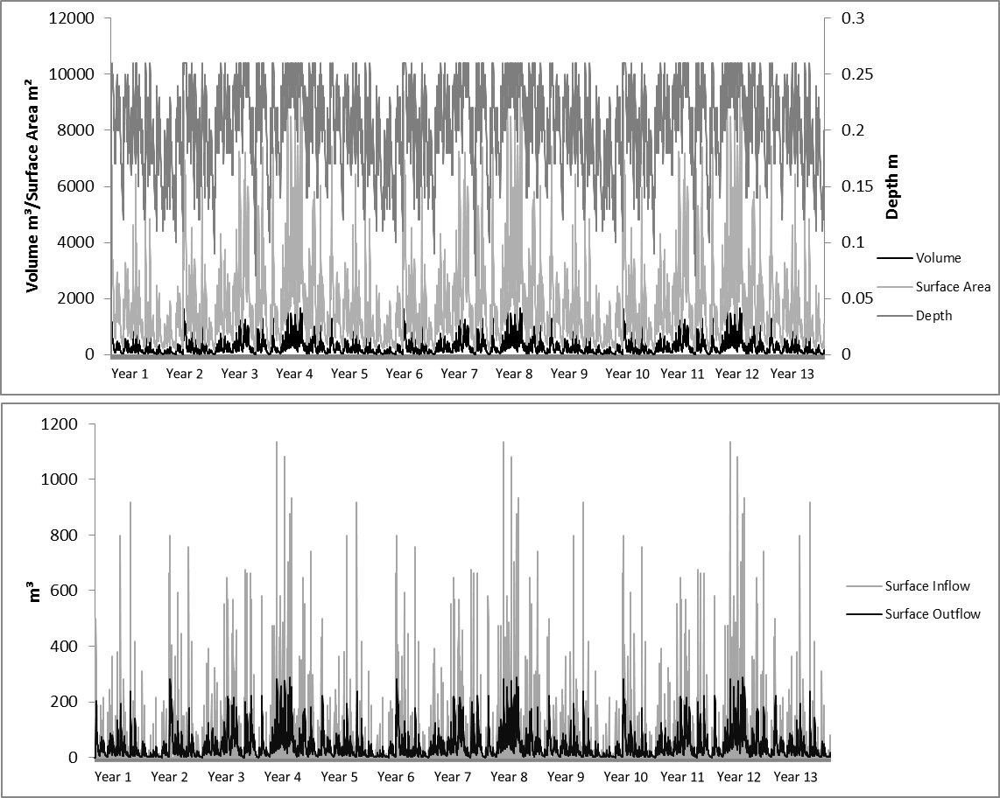 12000
10000
8000
6000
4000
2000
0
Volume m³/Surface Area m²
0.3
0.25
0.2
0.15
0.1
0.05
0
Depth m
Volume
Surface Area
Depth
Year 1 Year 2 Year 3 Year 4 Year 5 Year 6 Year 7 Year 8 Year 9 Year 10 Year 11 Year 12 Year 13
1200
1000
800
600
400
200
0
m³
Surface Inflow
Surface Outflow
Year 1 Year 2 Year 3 Year 4 Year 5 Year 6 Year 7 Year 8 Year 9 Year 10 Year 11 Year 12 Year 13